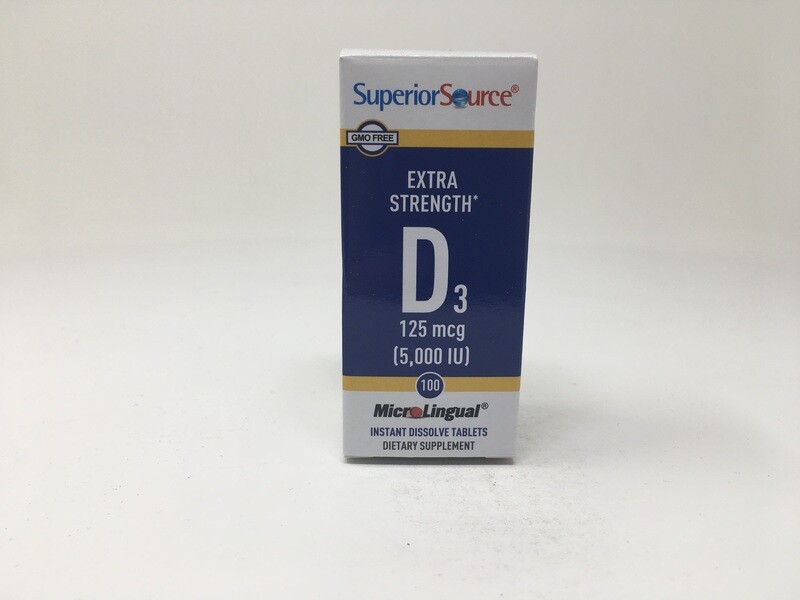 SuperiorSource®
GMO FREE
EXTRA
STRENGTH*
D3
125 mcg
(5,000 IU)
100
MicroLingual®
INSTANT DISSOLVE TABLETS
DIETARY SUPPLEMENT